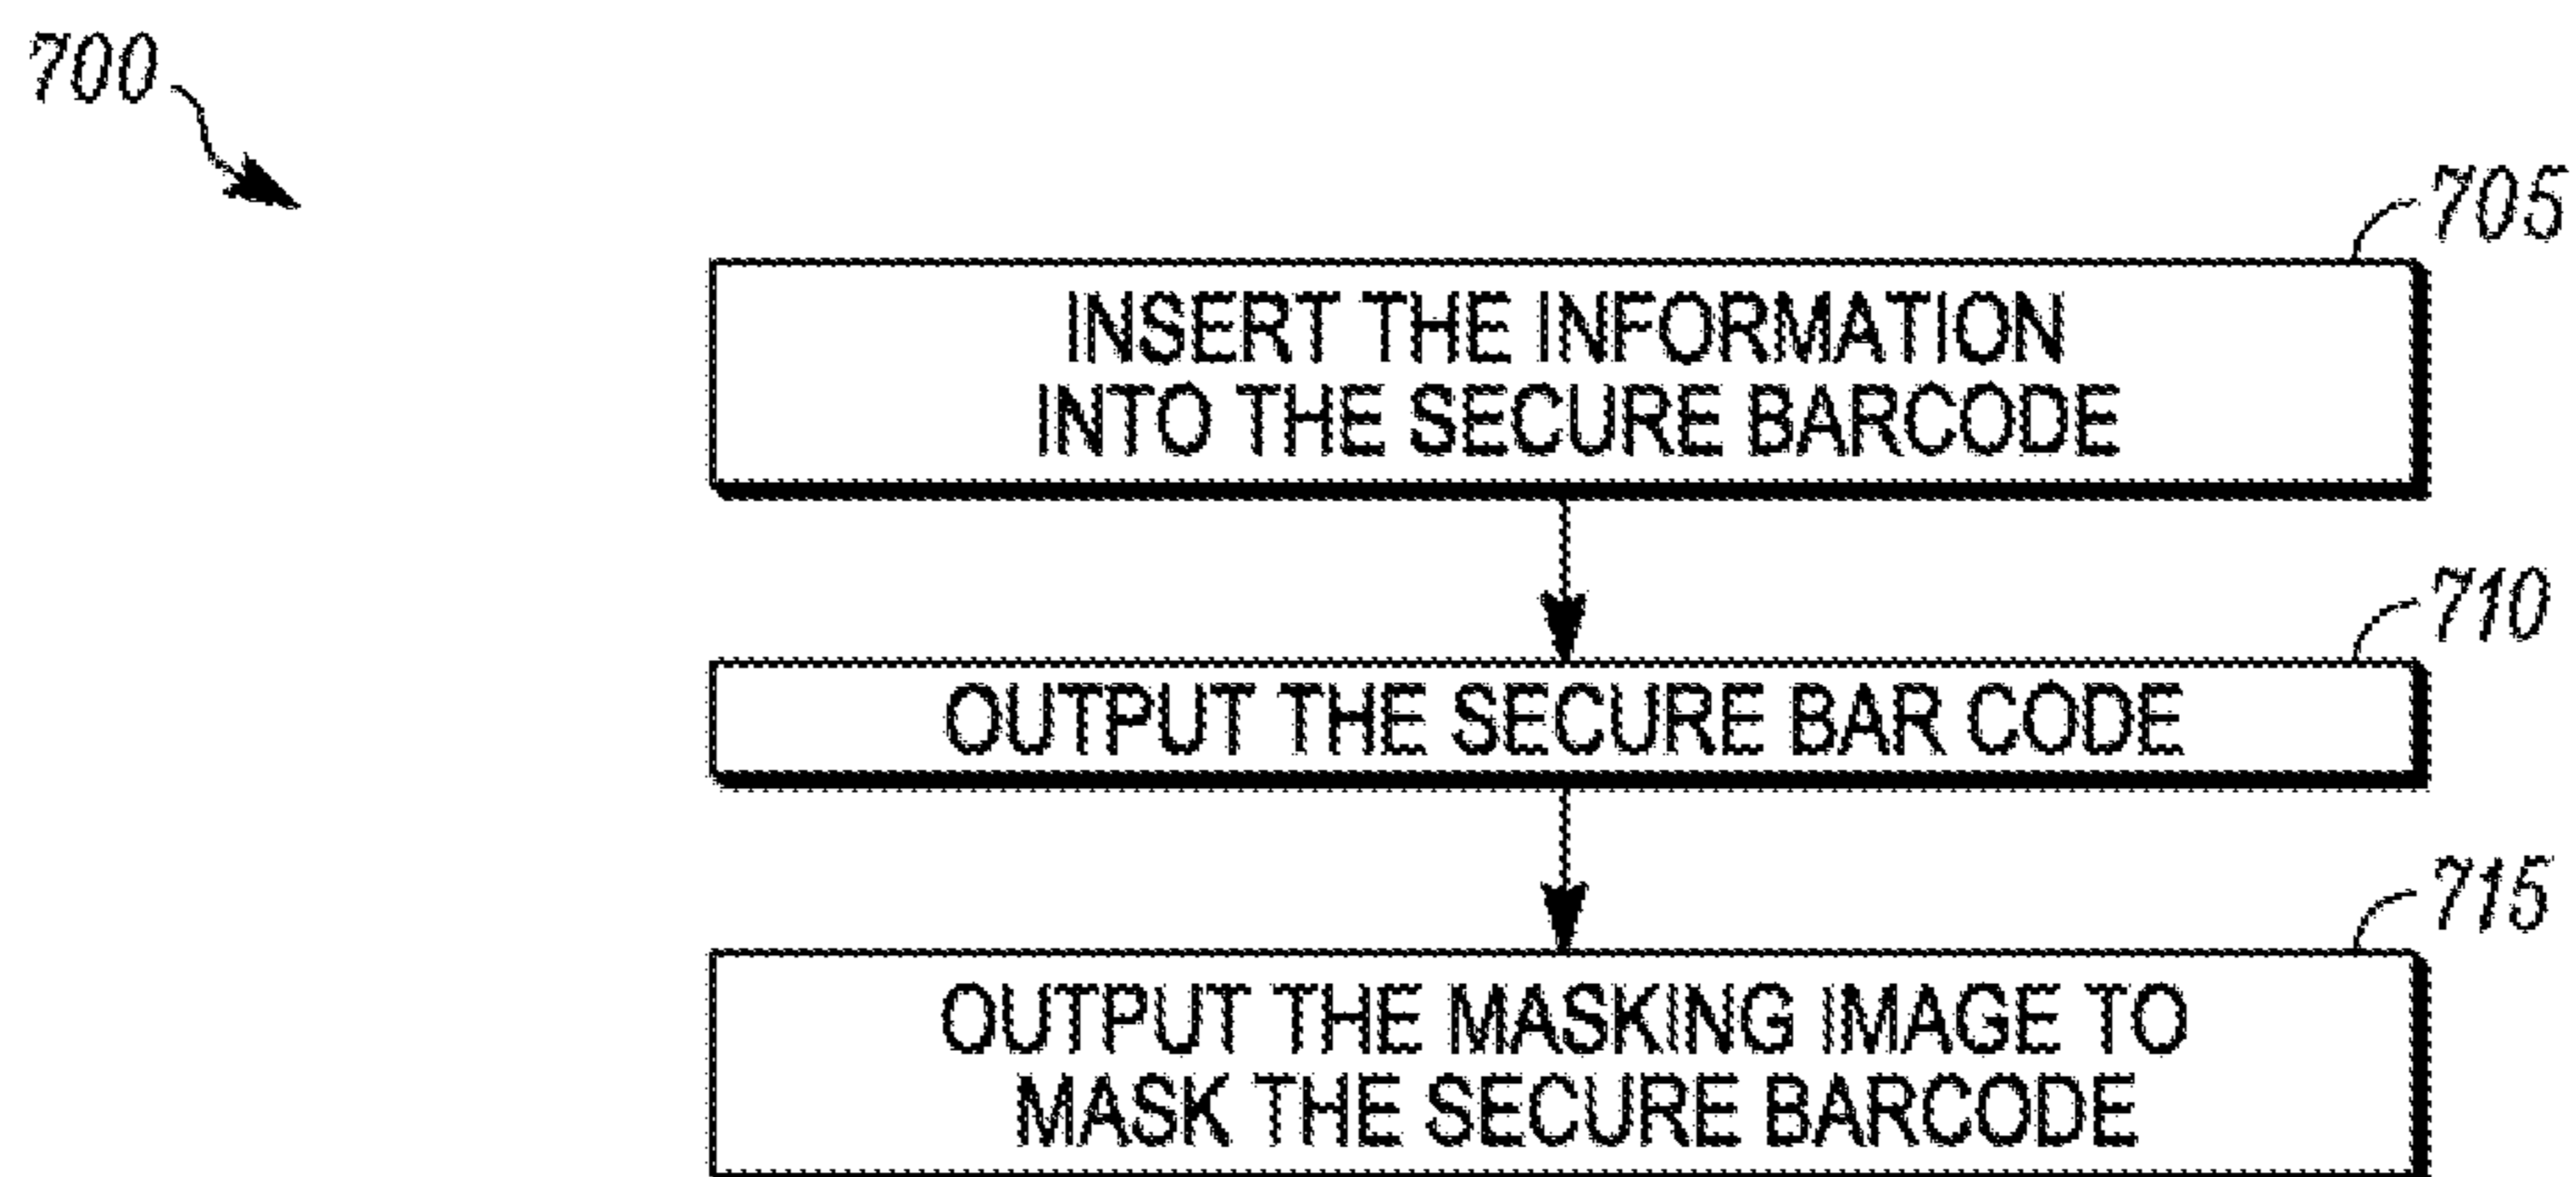 700
705
INSERT THE INFORMATION
INTO THE SECURE BARCODE
710
OUTPUT THE SECURE BAR CODE
715
OUTPUT THE MASKING IMAGE TO
MASK THE SECURE BARCODE